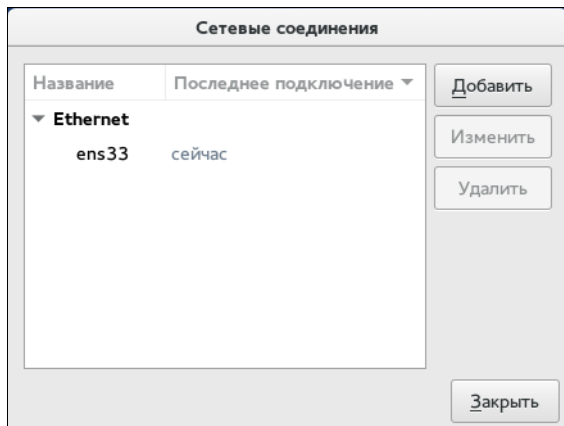 Сетевые соединения
Название Последнее подключение
Добавить
Ethernet
Изменить
ens33 сейчас
Удалить
Закрыть